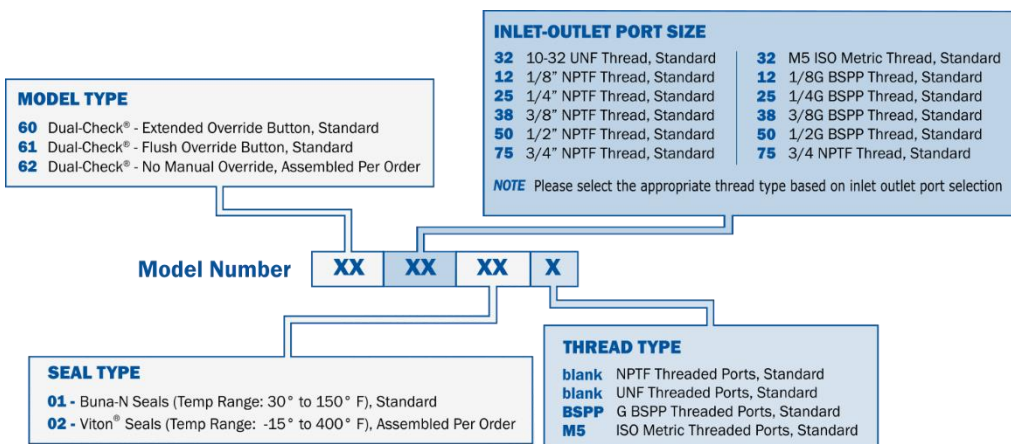 INLET-OUTLET PORT SIZE
32 10-32 UNF Thread, Standard
12 1/8” NPTF Thread, Standard
25 1/4” NPTF Thread, Standard
38 3/8” NPTF Thread, Standard
50 1/2” NPTF Thread, Standard
75 3/4” NPTF Thread, Standard
32 M5 ISO Metric Thread, Standard
12 1/8G BSPP Thread, Standard
25 1/4G BSPP Thread, Standard
38 3/8G BSPP Thread, Standard
50 1/2G BSPP Thread, Standard
75 3/4 NPTF Thread, Standard
NOTE Please select the appropriate thread type based on inlet outlet port selection
MODEL TYPE
60 Dual-Check® - Extended Override Button, Standard
61 Dual-Check® - Flush Override Button, Standard
62 Dual-Check® - No Manual Override, Assembled Per Order
Model Number XX XX XX X
SEAL TYPE
01 - Buna-N Seals (Temp Range: 30° to 150° F), Standard
02 - Viton® Seals (Temp Range: -15° to 400° F), Assembled Per Order
THREAD TYPE
blank NPTF Threaded Ports, Standard
blank UNF Threaded Ports, Standard
BSPP G BSPP Threaded Ports, Standard
M5 ISO Metric Threaded Ports, Standard